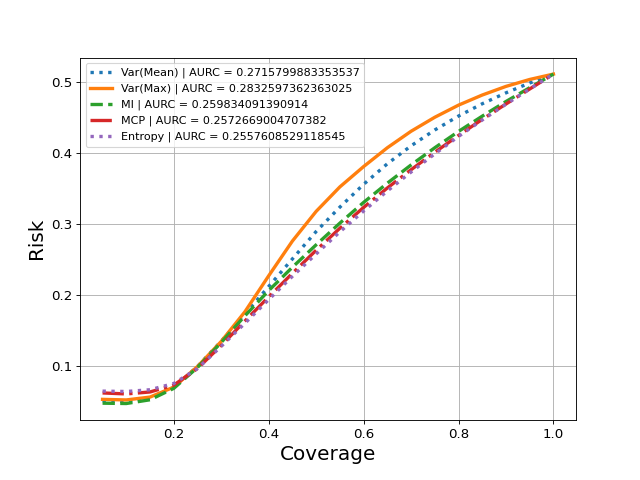 Var(Mean) | AURC = 0.2715799883353537
Var(Max) | AURC = 0.2832597362363025
MI | AURC = 0.259834091390914
MCP | AURC = 0.2572669004707382
Entropy | AURC = 0.2557608529118545
0.5
0.4
0.3
0.2
0.1
Risk
0.2 0.4 0.6 0.8 1.0
Coverage